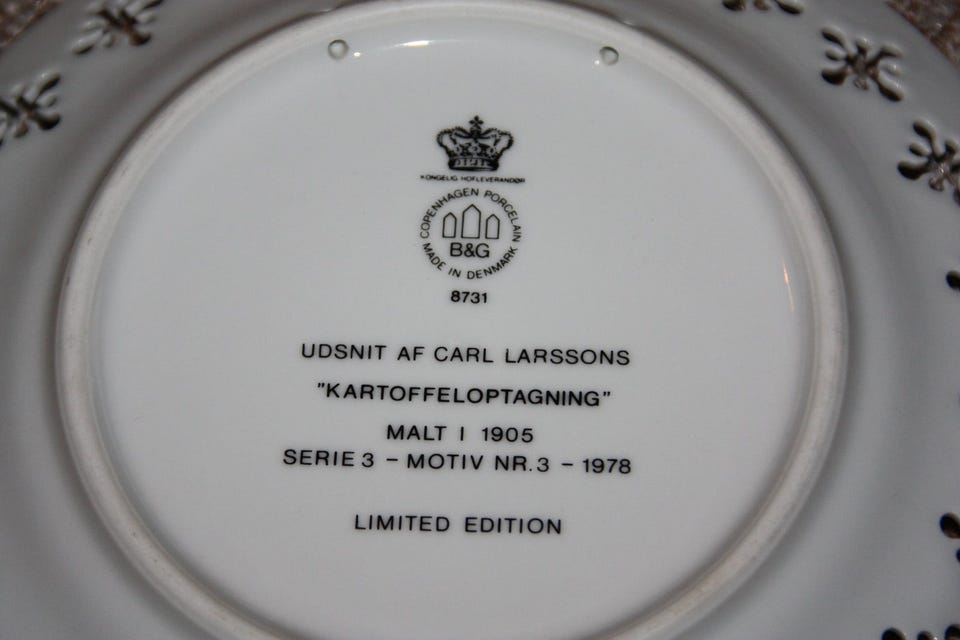 KONGELIG HOFLEVERANDØR
COPENHAGEN PORCELAIN
B&G
MADE IN DENMARK
8731
UDSNIT AF CARL LARSSONS
"KARTOFFELOPTAGNING"
MALT I 1905
SERIE 3 – MOTIV NR. 3 – 1978
LIMITED EDITION